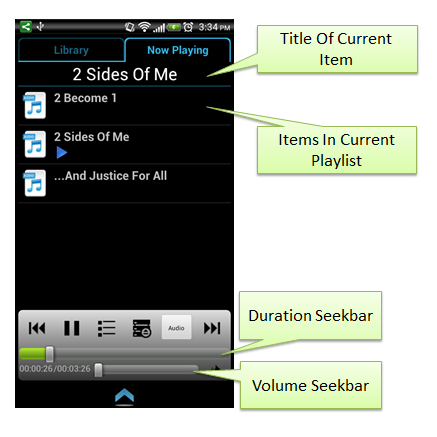 3:34 PM
Library
Now Playing
2 Sides Of Me
2 Become 1
2 Sides Of Me
...And Justice For All
Audio
00:00:26/00:03:26
Title Of Current
Item
Items In Current
Playlist
Duration Seekbar
Volume Seekbar